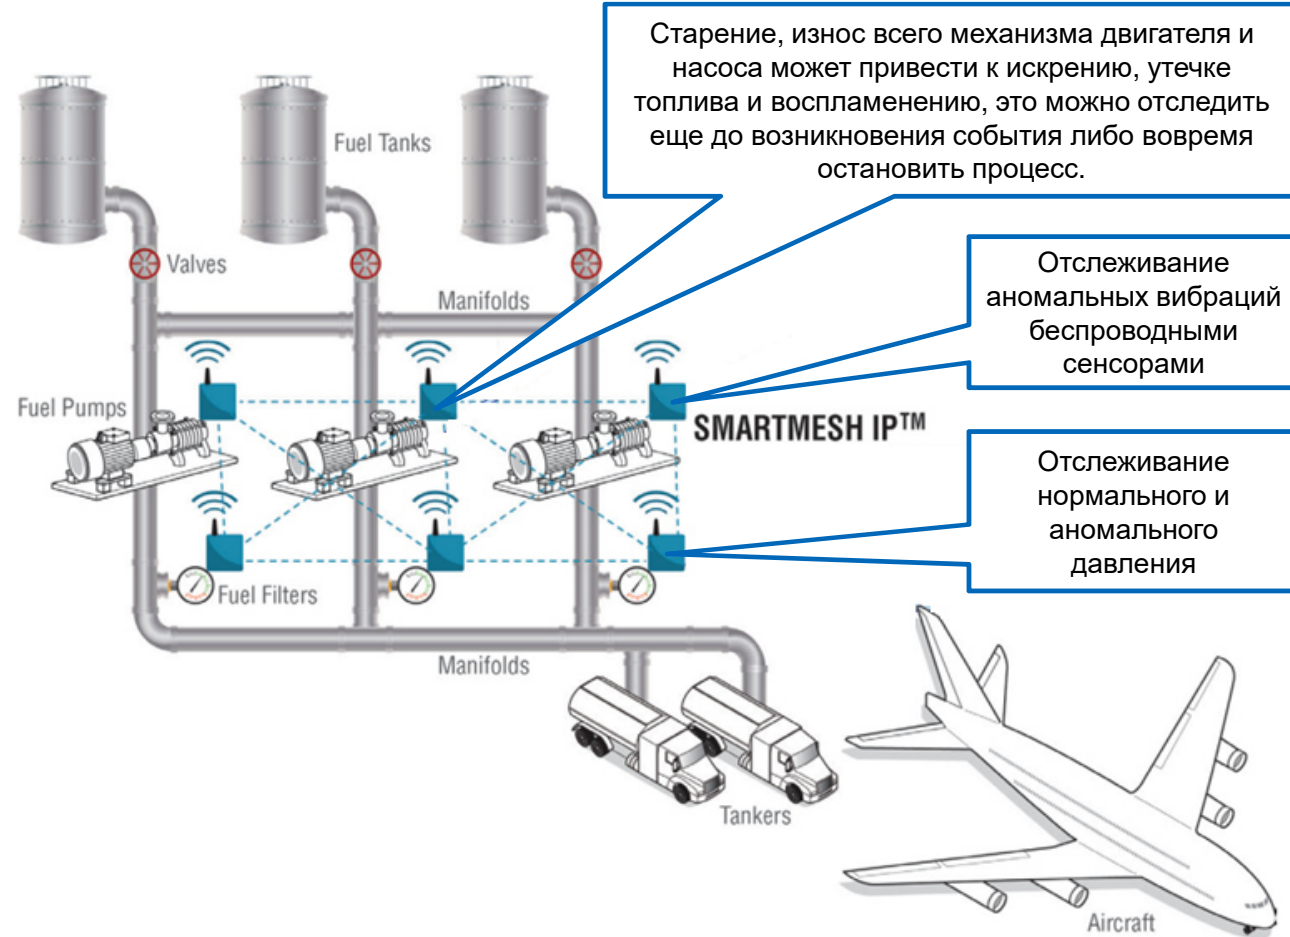 Старение, износ всего механизма двигателя и
насоса может привести к искрению, утечке
топлива и воспламенению, это можно отследить
еще до возникновения события либо вовремя
остановить процесс.
Fuel Tanks
Valves
Manifolds
Отслеживание
аномальных вибраций
беспроводными
сенсорами
Fuel Pumps
SMARTMESH IP™
Отслеживание
нормального и
аномального
давления
Fuel Filters
Manifolds
Tankers
Aircraft